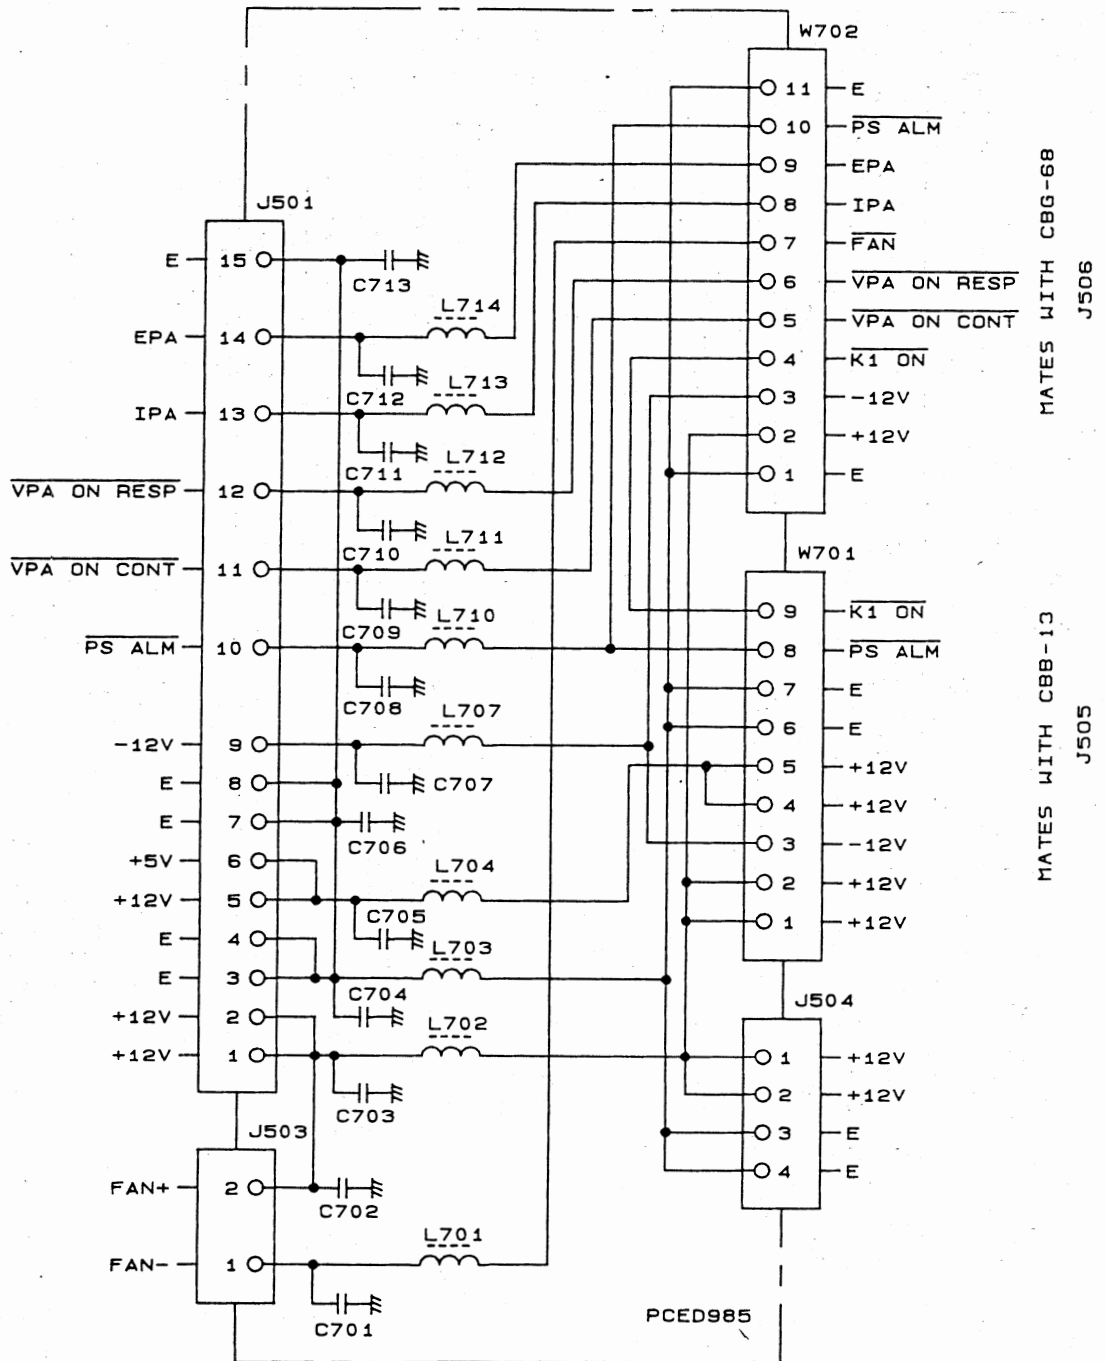 W702
11 E
10 PS ALM
9 EPA
8 IPA
7 FAN
6 VPA ON RESP
5 VPA ON CONT
4 K1 ON
3 -12V
2 +12V
1 E
MATES WITH CBG-68
J506
J501
E 15
C713
L714
EPA 14
C712
L713
IPA 13
C711
L712
VPA ON RESP 12
C710
L711
VPA ON CONT 11
C709
L710
PS ALM 10
C708
L707
-12V 9
C707
E 8
E 7
C706
+5V 6
L704
+12V 5
C705
E 4
L703
E 3
C704
+12V 2
L702
+12V 1
C703
W701
9 K1 ON
8 PS ALM
7 E
6 E
5 +12V
4 +12V
3 -12V
2 +12V
1 +12V
MATES WITH CBB-13
J505
J504
1 +12V
2 +12V
3 E
4 E
J503
FAN+ 2
C702
L701
FAN- 1
C701
PCED985